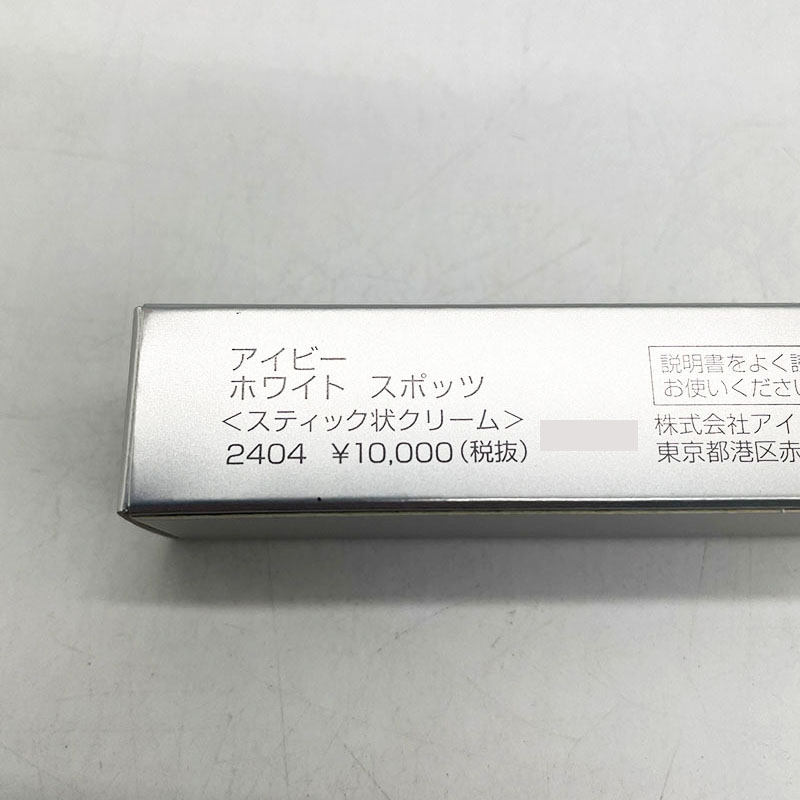 アイビー
ホワイト スポッツ
<スティック状クリーム>
2404 ¥10,000(税抜)
説明書をよく
お使いくださ
株式会社アイ
東京都港区赤